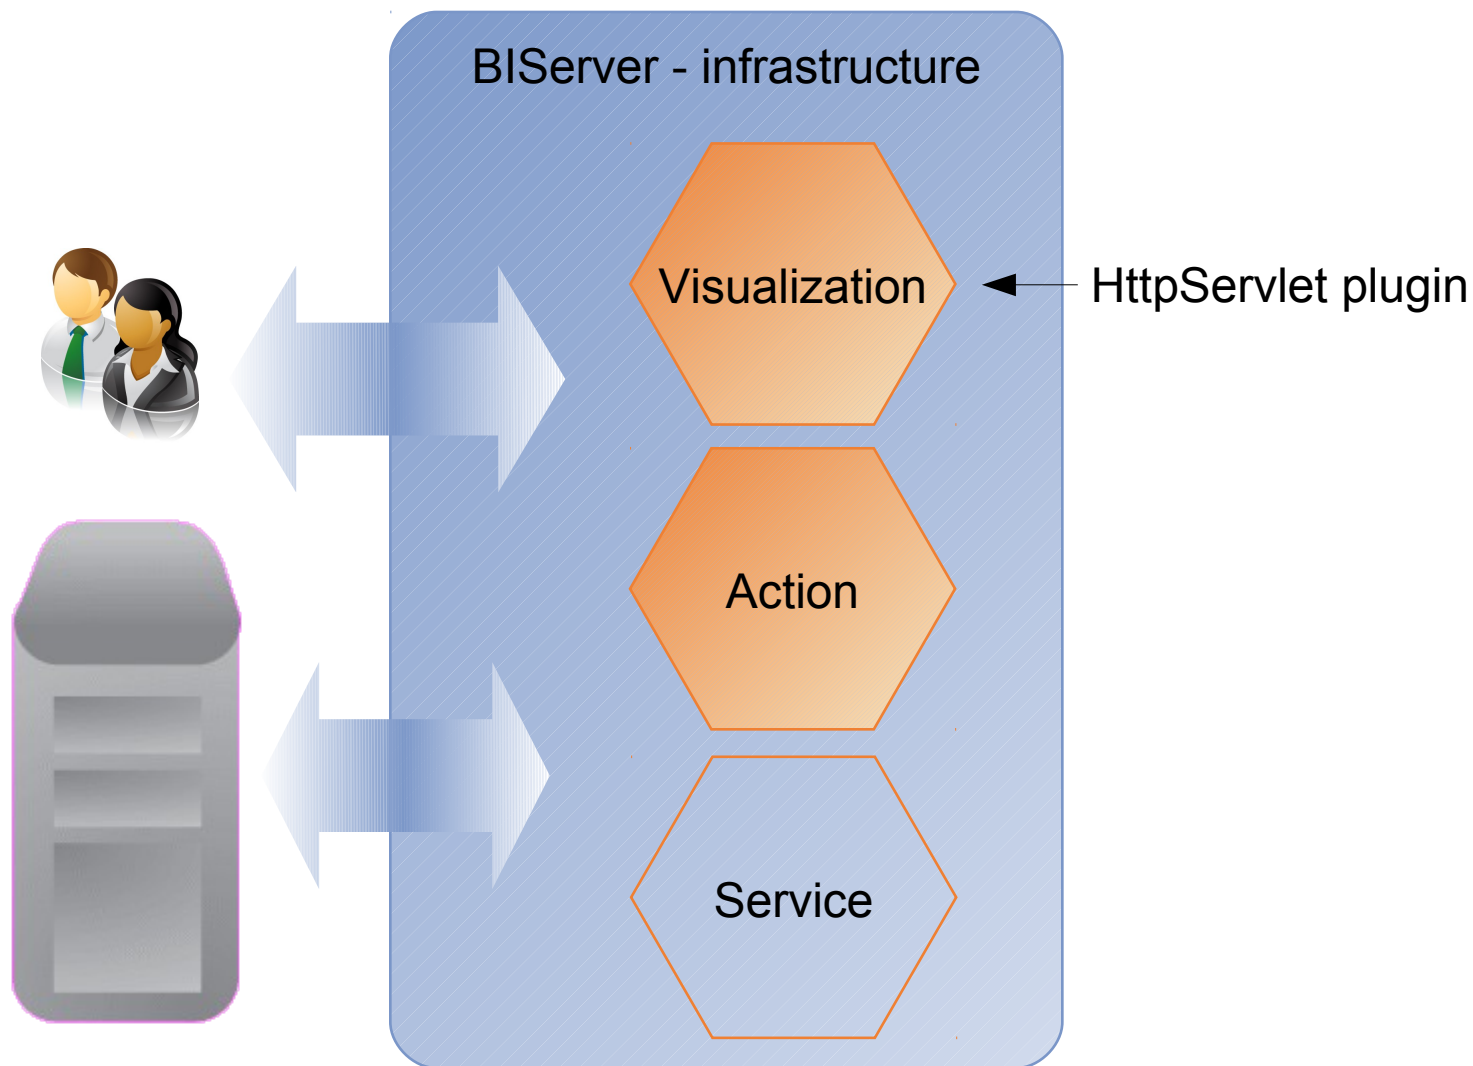 BIServer - infrastructure
Visualization
HttpServlet plugin
Action
Service